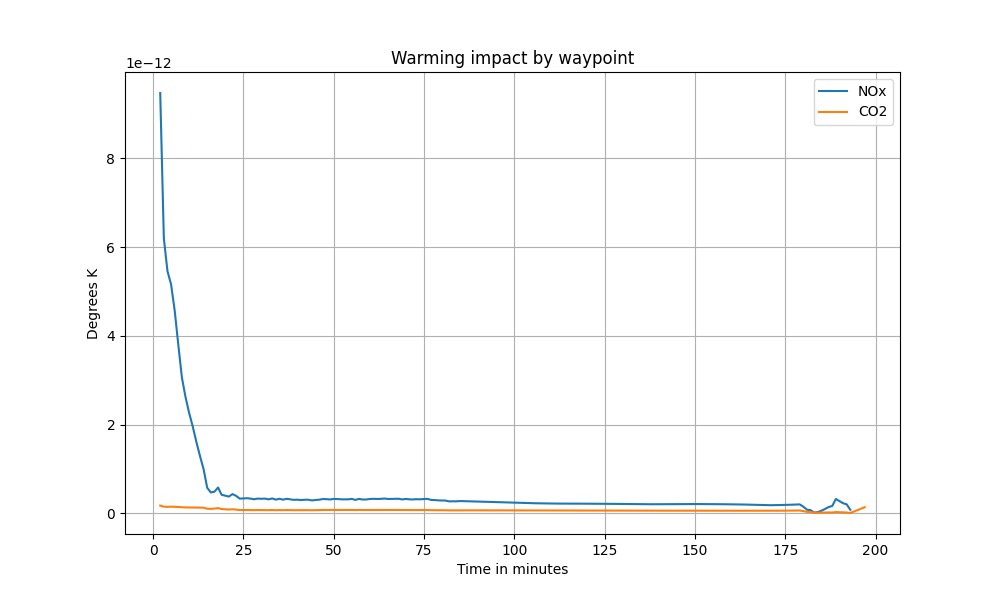 Warming impact by waypoint
1e−12
NOx
CO2
8
6
4
2
0
Degrees K
0 25 50 75 100 125 150 175 200
Time in minutes